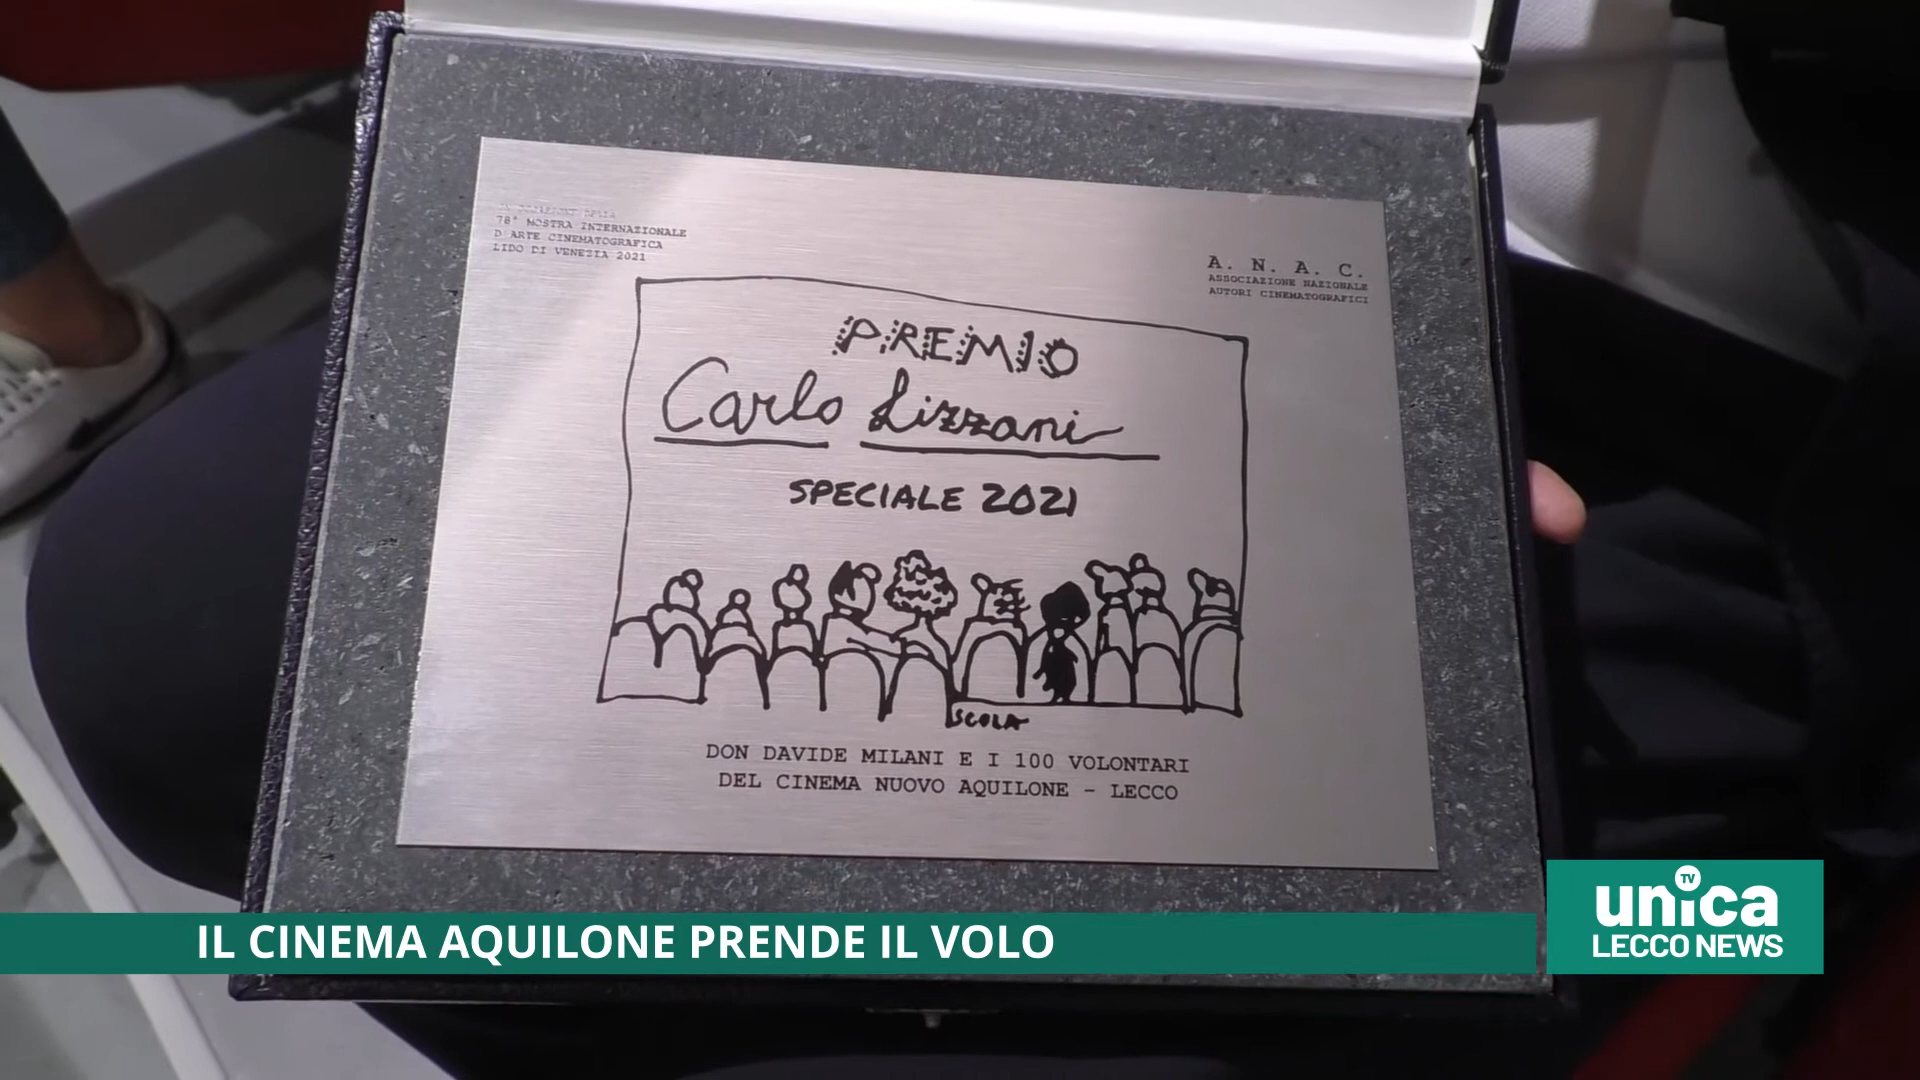 78ª MOSTRA INTERNAZIONALE
D ARTE CINEMATOGRAFICA
LIDO DI VENEZIA 2021
A. N. A. C.
ASSOCIAZIONE NAZIONALE
AUTORI CINEMATOGRAFICI
PREMIO
Carlo Lizzani
SPECIALE 2021
SCOLA
DON DAVIDE MILANI E I 100 VOLONTARI
DEL CINEMA NUOVO AQUILONE - LECCO
IL CINEMA AQUILONE PRENDE IL VOLO
unica TV
LECCO NEWS